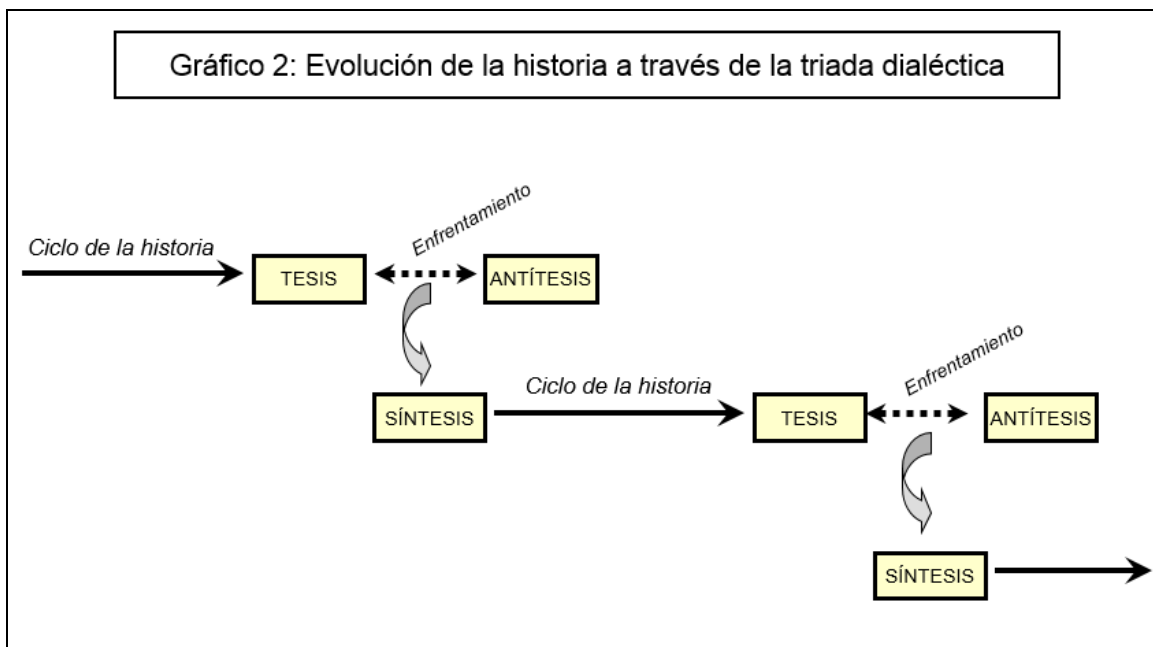 Gráfico 2: Evolución de la historia a través de la triada dialéctica
Enfrentamiento
Ciclo de la historia
TESIS
ANTÍTESIS
Enfrentamiento
Ciclo de la historia
SÍNTESIS
TESIS
ANTÍTESIS
SÍNTESIS